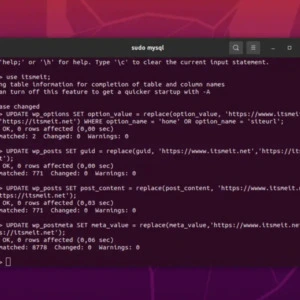 sudo mysql
'help;' or '\h' for help. Type '\c' to clear the current input statement.
> use itsmeit;
ng table information for completion of table and column names
an turn off this feature to get a quicker startup with -A
ase changed
> UPDATE wp_options SET option_value = replace(option_value, 'https://www.itsmeit.
'https://itsmeit.net') WHERE option_name = 'home' OR option_name = 'siteurl';
OK, 0 rows affected (0,00 sec)
matched: 2 Changed: 0 Warnings: 0
> UPDATE wp_posts SET guid = replace(guid, 'https://www.itsmeit.net','https://itsm
t');
OK, 0 rows affected (0,00 sec)
matched: 771 Changed: 0 Warnings: 0
> UPDATE wp_posts SET post_content = replace(post_content, 'https://www.itsmeit.ne
ps://itsmeit.net');
OK, 0 rows affected (0,03 sec)
matched: 771 Changed: 0 Warnings: 0
> UPDATE wp_postmeta SET meta_value = replace(meta_value,'https://www.itsmeit.ne
ps://itsmeit.net');
OK, 0 rows affected (0,06 sec)
matched: 8778 Changed: 0 Warnings: 0
>